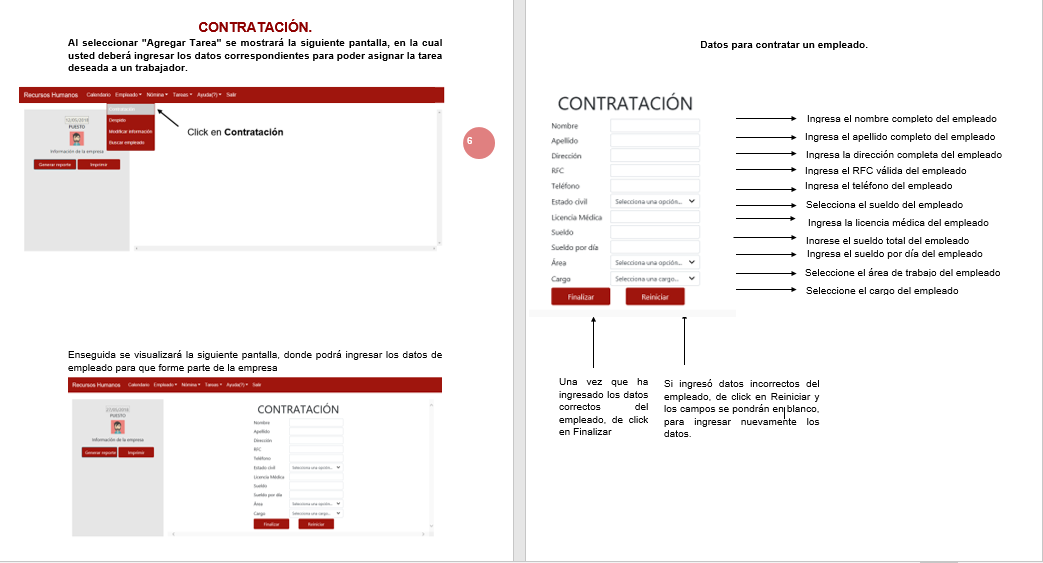 CONTRATACIÓN.
Al seleccionar "Agregar Tarea" se mostrará la siguiente pantalla, en la cual
usted deberá ingresar los datos correspondientes para poder asignar la tarea
deseada a un trabajador.
Recursos Humanos Calendario Empleado Nómina Tareas Ayuda(?) Salir
Contratación
Despido
Modificar información
Buscar empleado
PUESTO
Información de la empresa
Generar reporte Imprimir
Click en Contratación
6
Enseguida se visualizará la siguiente pantalla, donde podrá ingresar los datos de
empleado para que forme parte de la empresa
Recursos Humanos Calendario Empleado Nómina Tareas Ayuda(?) Salir
PUESTO
Información de la empresa
Generar reporte Imprimir
CONTRATACIÓN
Nombre
Apellido
Dirección
RFC
Teléfono
Estado civil Selecciona una opción...
Licencia Médica
Sueldo
Sueldo por día
Área Selecciona una opción...
Cargo Selecciona una cargo...
Finalizar Reiniciar
Datos para contratar un empleado.
CONTRATACIÓN
Nombre Ingresa el nombre completo del empleado
Apellido Ingresa el apellido completo del empleado
Dirección Ingresa la dirección completa del empleado
RFC Ingresa el RFC válida del empleado
Teléfono Ingresa el teléfono del empleado
Estado civil Selecciona una opción... Selecciona el sueldo del empleado
Licencia Médica Ingresa la licencia médica del empleado
Sueldo Ingrese el sueldo total del empleado
Sueldo por día Ingresa el sueldo por día del empleado
Área Selecciona una opción... Seleccione el área de trabajo del empleado
Cargo Selecciona una cargo... Seleccione el cargo del empleado
Finalizar Reiniciar
Una vez que ha
ingresado los datos
correctos del
empleado, de click
en Finalizar
Si ingresó datos incorrectos del
empleado, de click en Reiniciar y
los campos se pondrán en blanco,
para ingresar nuevamente los
datos.